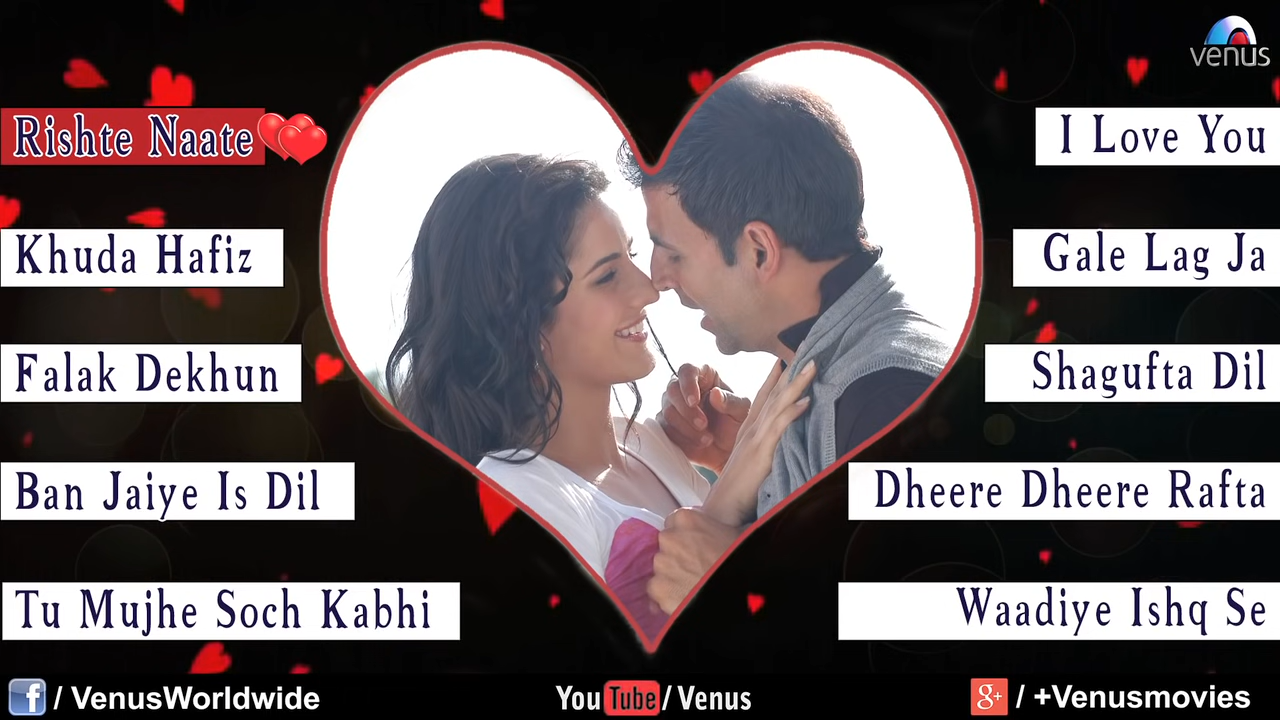 venus
Rishte Naate
I Love You
Khuda Hafiz
Gale Lag Ja
Falak Dekhun
Shagufta Dil
Ban Jaiye Is Dil
Dheere Dheere Rafta
Tu Mujhe Soch Kabhi
Waadiye Ishq Se
f / VenusWorldwide
YouTube / Venus
g+ / +Venusmovies